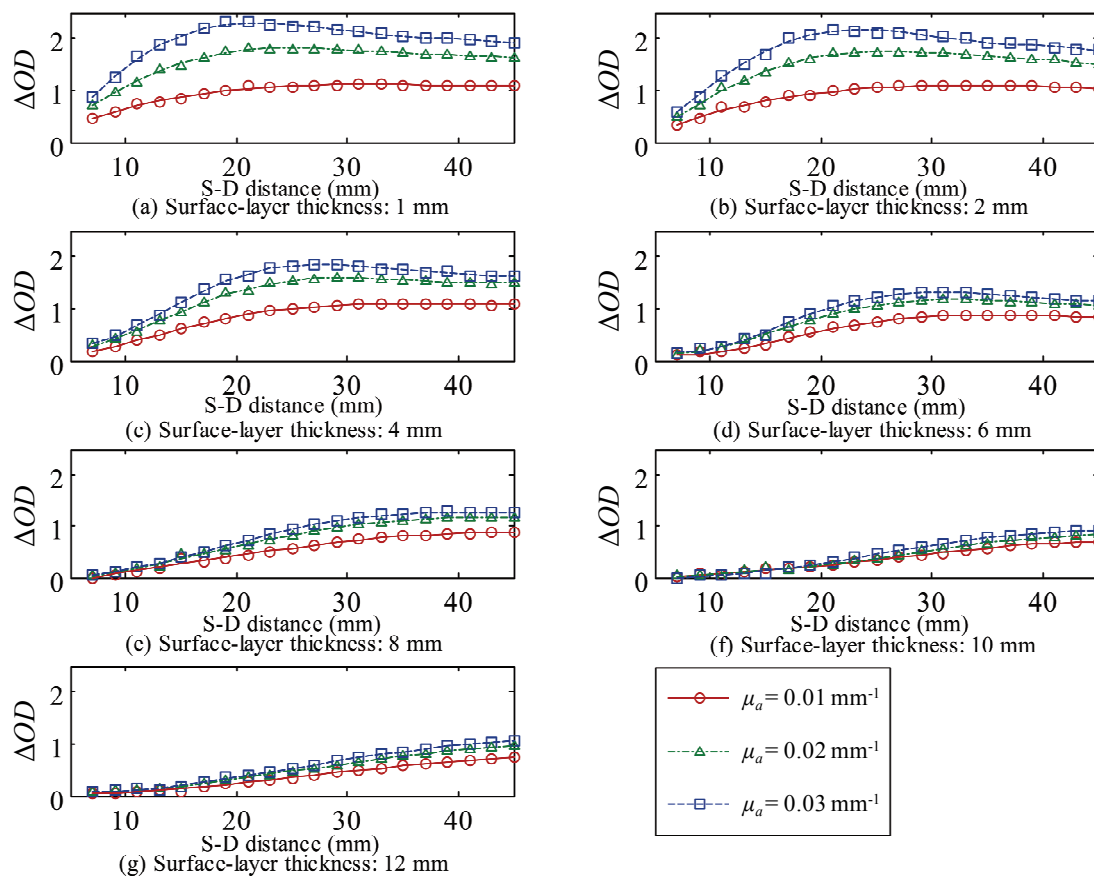 2
1
0
ΔOD
10 20 30 40
S-D distance (mm)
(a) Surface-layer thickness: 1 mm
2
1
0
ΔOD
10 20 30 40
S-D distance (mm)
(b) Surface-layer thickness: 2 mm
2
1
0
ΔOD
10 20 30 40
S-D distance (mm)
(c) Surface-layer thickness: 4 mm
2
1
0
ΔOD
10 20 30 40
S-D distance (mm)
(d) Surface-layer thickness: 6 mm
2
1
0
ΔOD
10 20 30 40
S-D distance (mm)
(e) Surface-layer thickness: 8 mm
2
1
0
ΔOD
10 20 30 40
S-D distance (mm)
(f) Surface-layer thickness: 10 mm
2
1
0
ΔOD
10 20 30 40
S-D distance (mm)
(g) Surface-layer thickness: 12 mm
μa = 0.01 mm-1
μa = 0.02 mm-1
μa = 0.03 mm-1